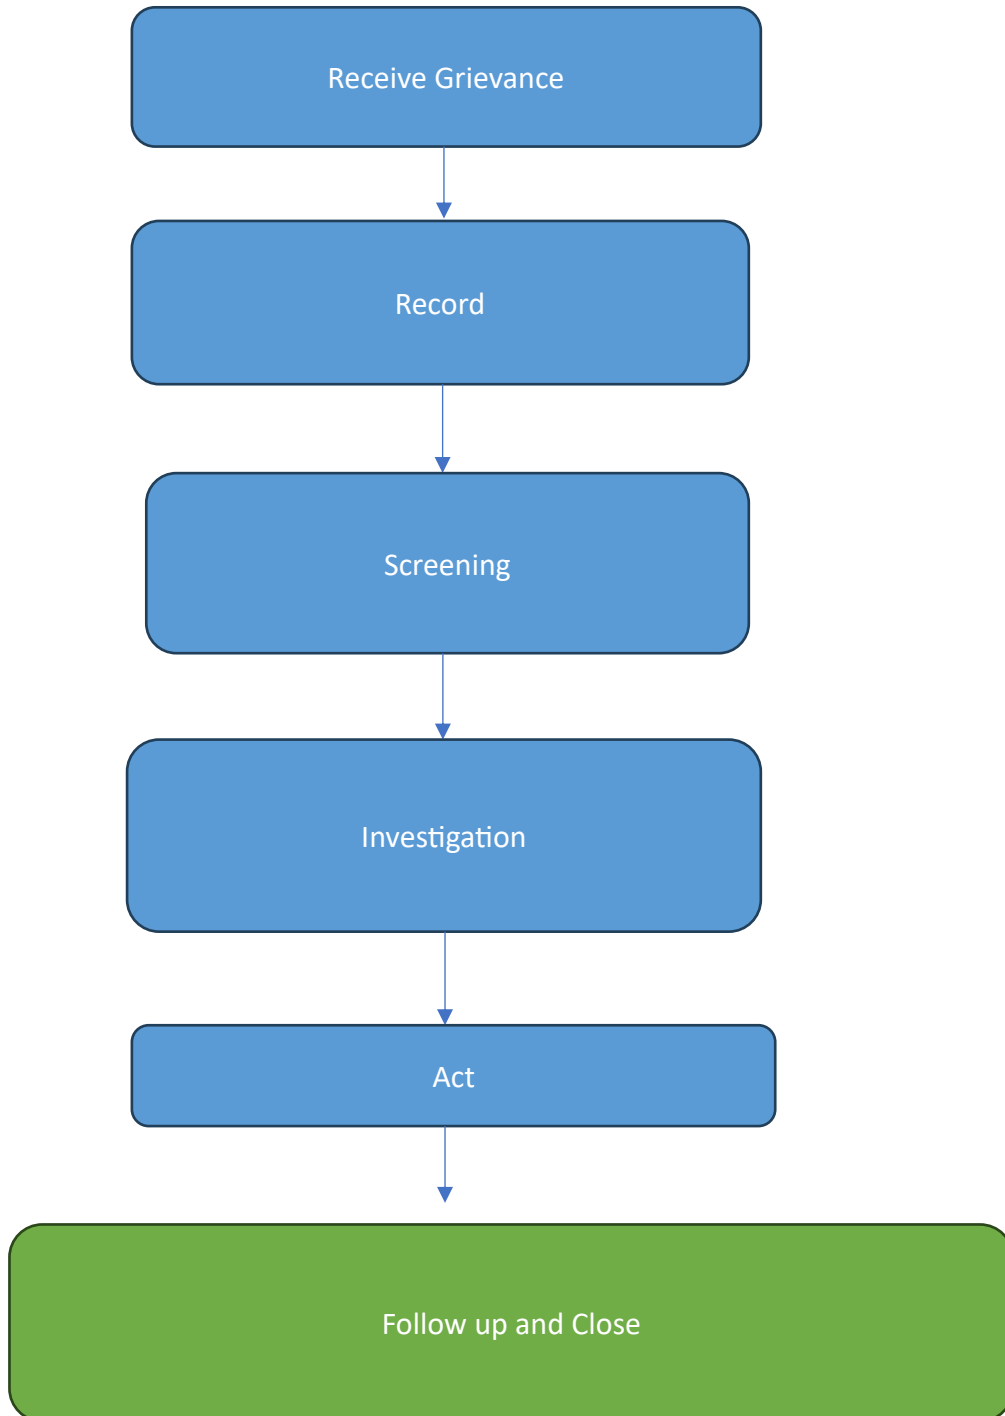 Receive Grievance
Record
Screening
Investigation
Act
Follow up and Close